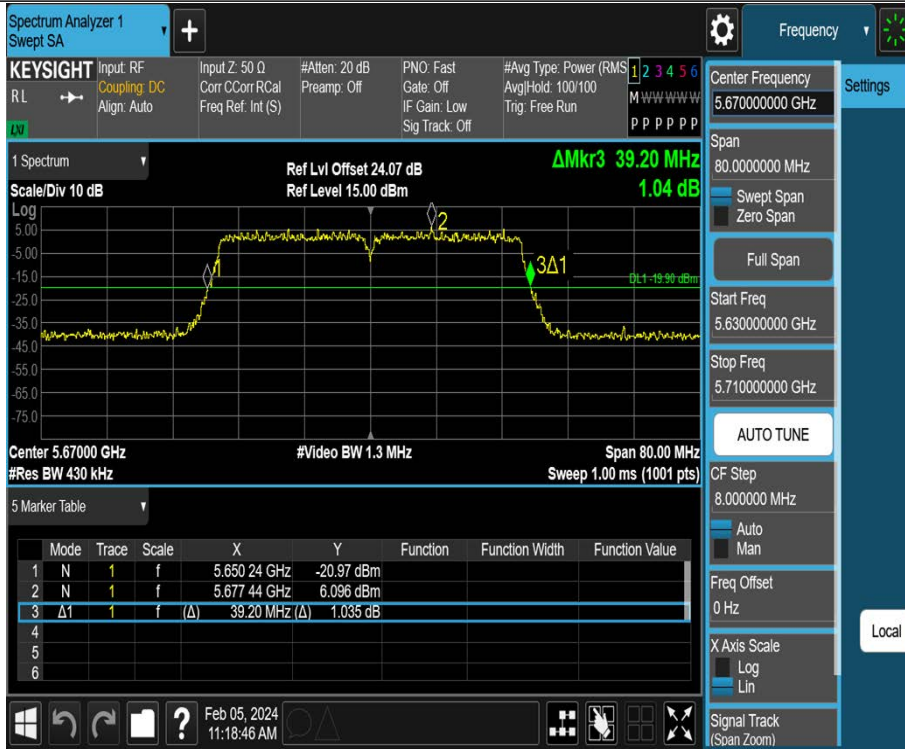 Spectrum Analyzer 1
Swept SA
+
Frequency
KEYSIGHT
RL
LXI
Input: RF
Coupling: DC
Align: Auto
Input Z: 50 Ω
Corr CCorr RCal
Freq Ref: Int (S)
#Atten: 20 dB
Preamp: Off
PNO: Fast
Gate: Off
IF Gain: Low
Sig Track: Off
#Avg Type: Power (RMS
Avg|Hold: 100/100
Trig: Free Run
1 2 3 4 5 6
M W W W W W
P P P P P P
Center Frequency
5.670000000 GHz
Settings
Span
80.0000000 MHz
Swept Span
Zero Span
Full Span
Start Freq
5.630000000 GHz
Stop Freq
5.710000000 GHz
AUTO TUNE
CF Step
8.000000 MHz
Auto
Man
Freq Offset
0 Hz
X Axis Scale
Log
Lin
Signal Track
(Span Zoom)
Local
1 Spectrum
Scale/Div 10 dB
Ref Lvl Offset 24.07 dB
Ref Level 15.00 dBm
ΔMkr3 39.20 MHz
1.04 dB
Log
5.00
-5.00
-15.0
-25.0
-35.0
-45.0
-55.0
-65.0
-75.0
1
2
3Δ1
DL1 -19.90 dBm
Center 5.67000 GHz
#Res BW 430 kHz
#Video BW 1.3 MHz
Span 80.00 MHz
Sweep 1.00 ms (1001 pts)
5 Marker Table
Mode Trace Scale X Y Function Function Width Function Value
1 N 1 f 5.650 24 GHz -20.97 dBm
2 N 1 f 5.677 44 GHz 6.096 dBm
3 Δ1 1 f (Δ) 39.20 MHz (Δ) 1.035 dB
4
5
6
?
Feb 05, 2024
11:18:46 AM